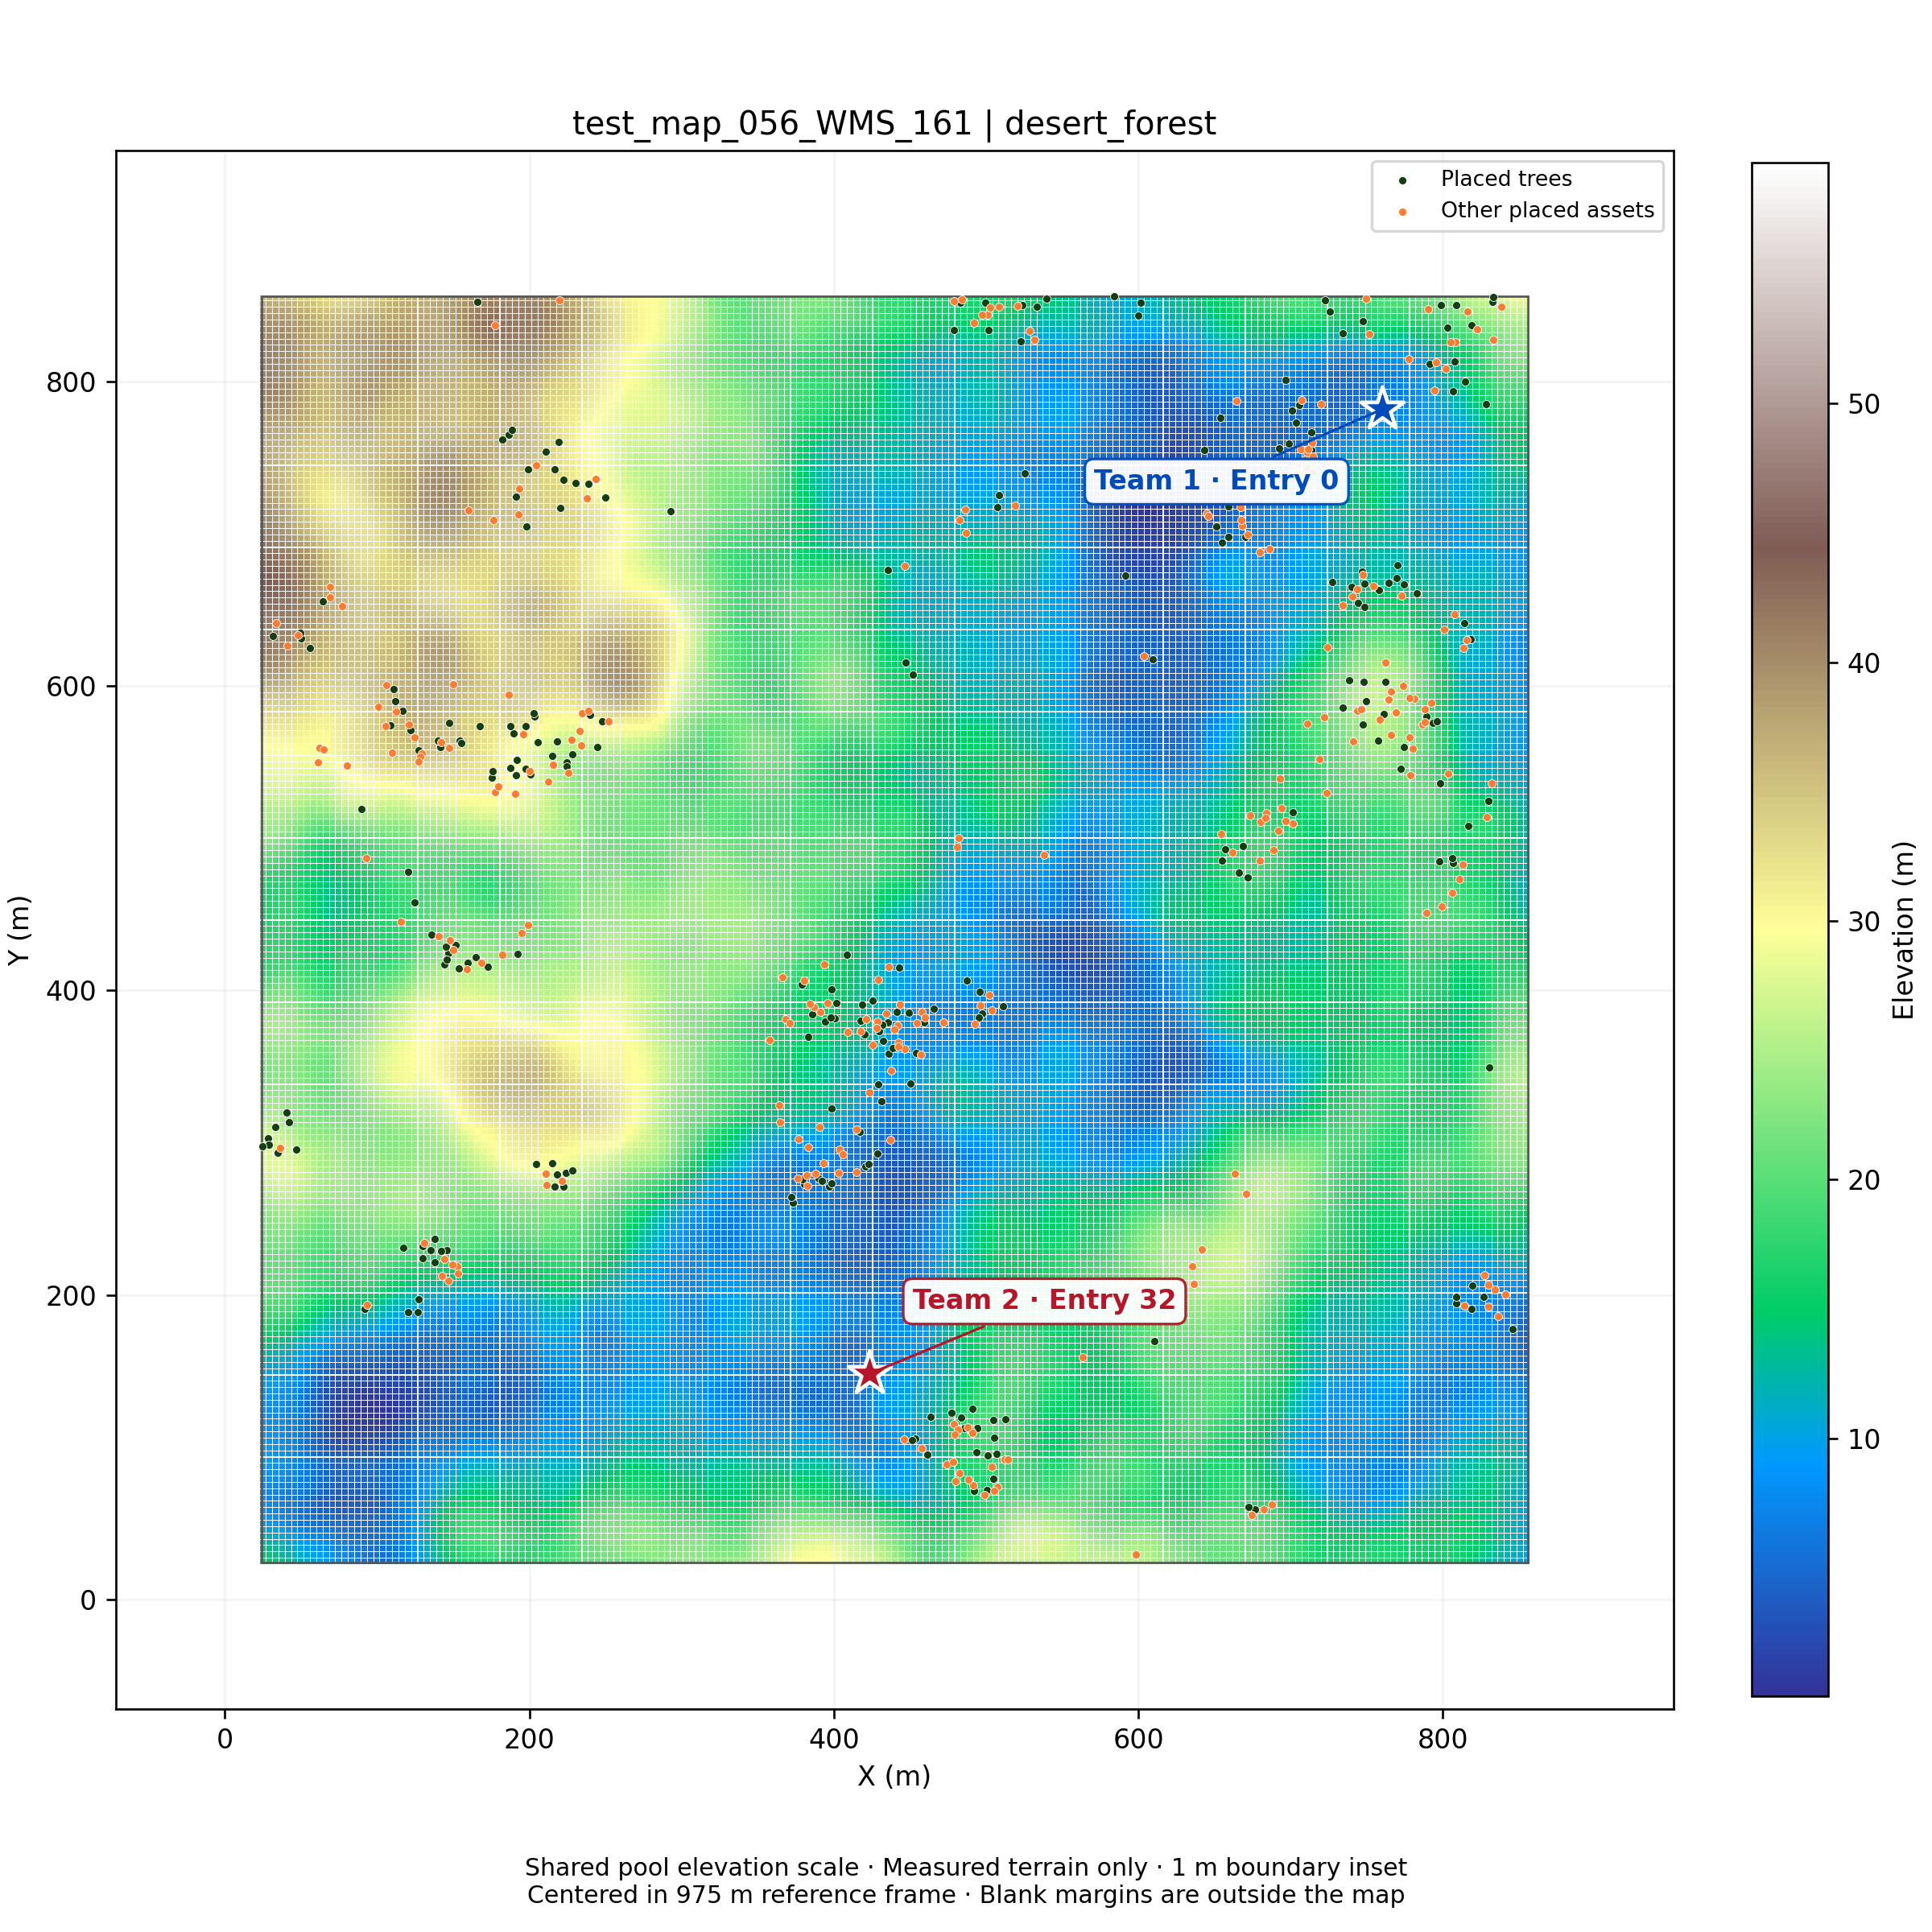 test_map_056_WMS_161 | desert_forest
Placed trees
Other placed assets
Team 1 · Entry 0
Team 2 · Entry 32
800
600
400
200
0
Y (m)
0
200
400
600
800
X (m)
50
40
30
20
10
Elevation (m)
Shared pool elevation scale · Measured terrain only · 1 m boundary inset
Centered in 975 m reference frame · Blank margins are outside the map